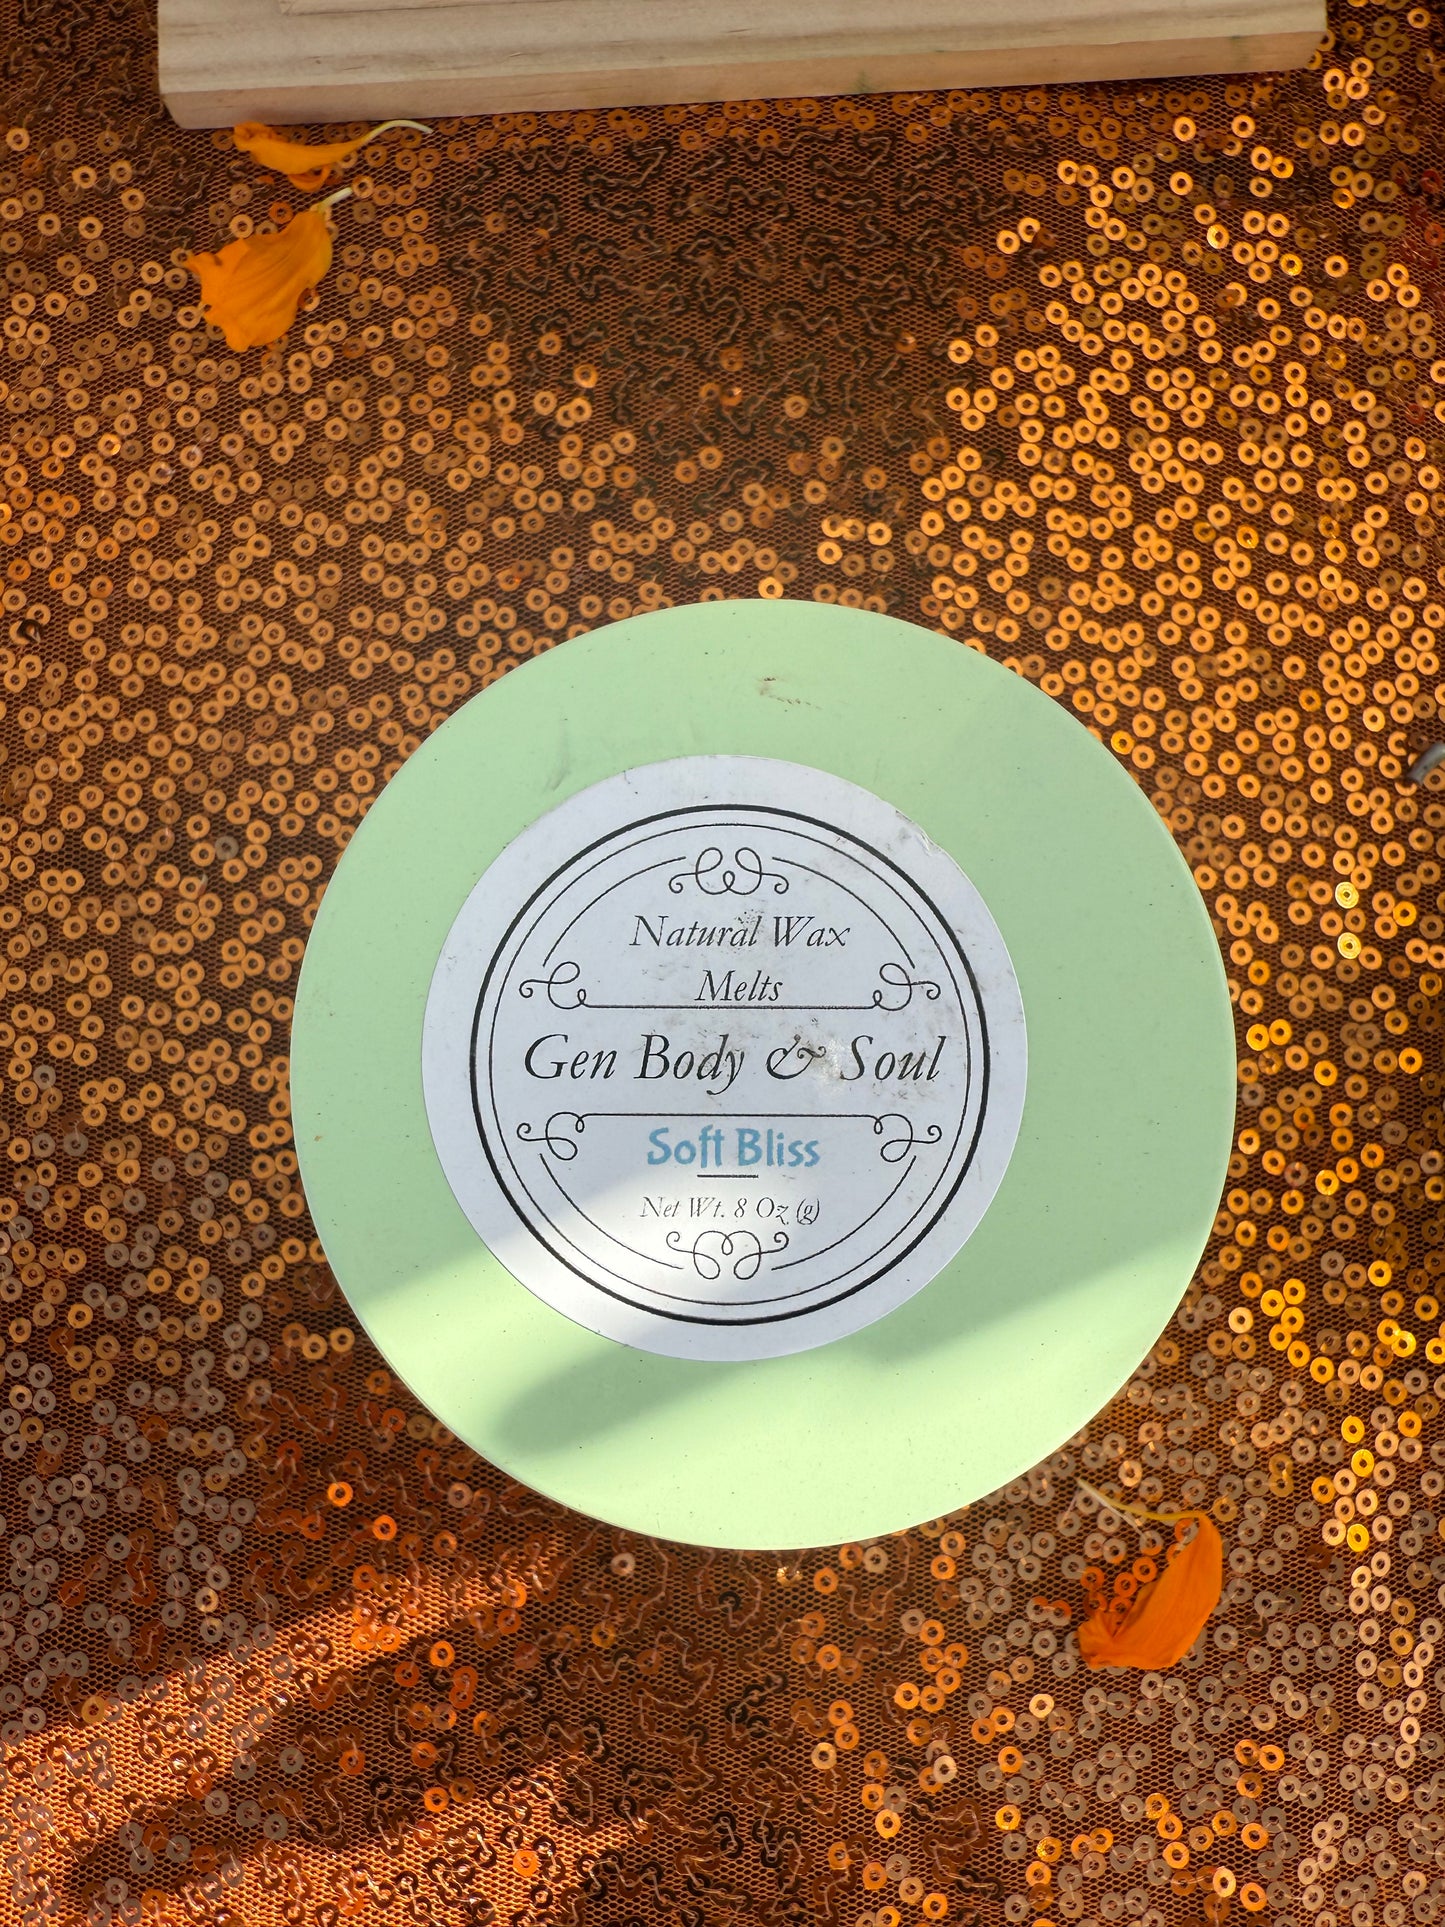 Natural Wax
Melts
Gen Body & Soul
Soft Bliss
Net Wt. 8 Oz (g)